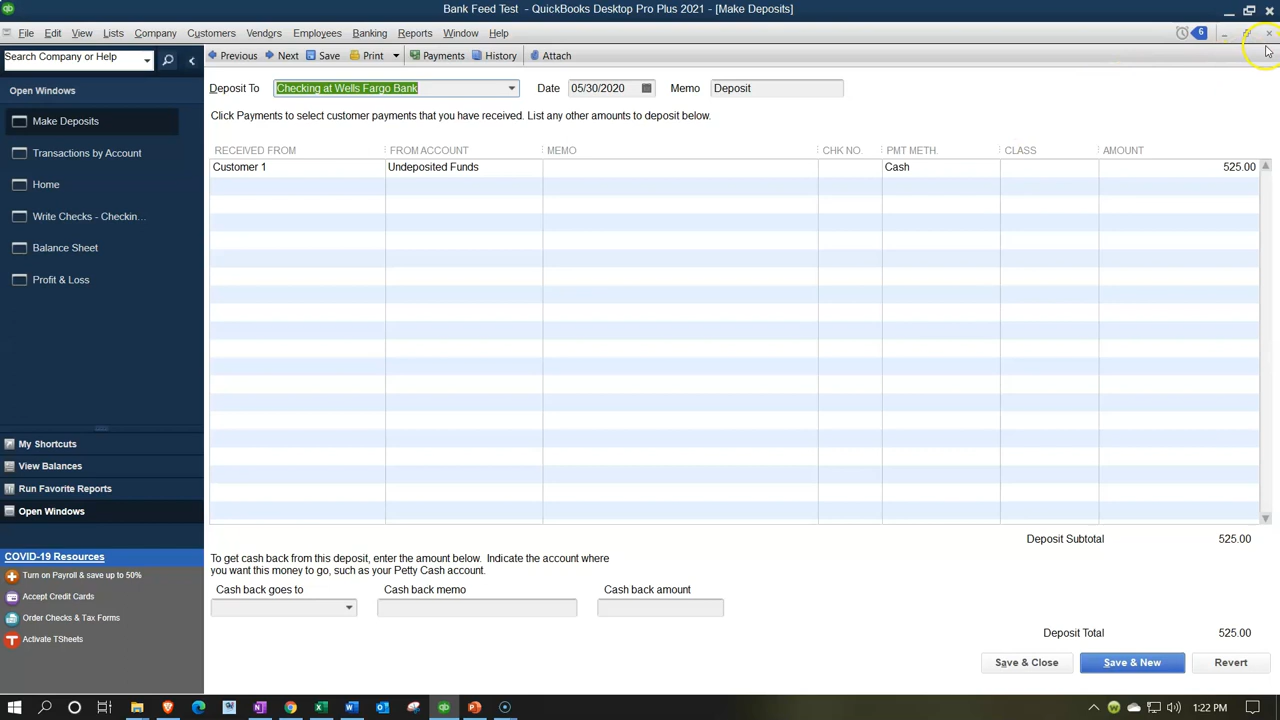 Bank Feed Test - QuickBooks Desktop Pro Plus 2021 - [Make Deposits]
File Edit View Lists Company Customers Vendors Employees Banking Reports Window Help 6
Search Company or Help
Previous Next Save Print Payments History Attach
Open Windows
Make Deposits
Transactions by Account
Home
Write Checks - Checkin...
Balance Sheet
Profit & Loss
My Shortcuts
View Balances
Run Favorite Reports
Open Windows
COVID-19 Resources
Turn on Payroll & save up to 50%
Accept Credit Cards
Order Checks & Tax Forms
Activate TSheets
Deposit To Checking at Wells Fargo Bank Date 05/30/2020 Memo Deposit
Click Payments to select customer payments that you have received. List any other amounts to deposit below.
RECEIVED FROM FROM ACCOUNT MEMO CHK NO. PMT METH. CLASS AMOUNT
Customer 1 Undeposited Funds Cash 525.00
Deposit Subtotal 525.00
To get cash back from this deposit, enter the amount below. Indicate the account where
you want this money to go, such as your Petty Cash account.
Cash back goes to Cash back memo Cash back amount
Deposit Total 525.00
Save & Close Save & New Revert
1:22 PM